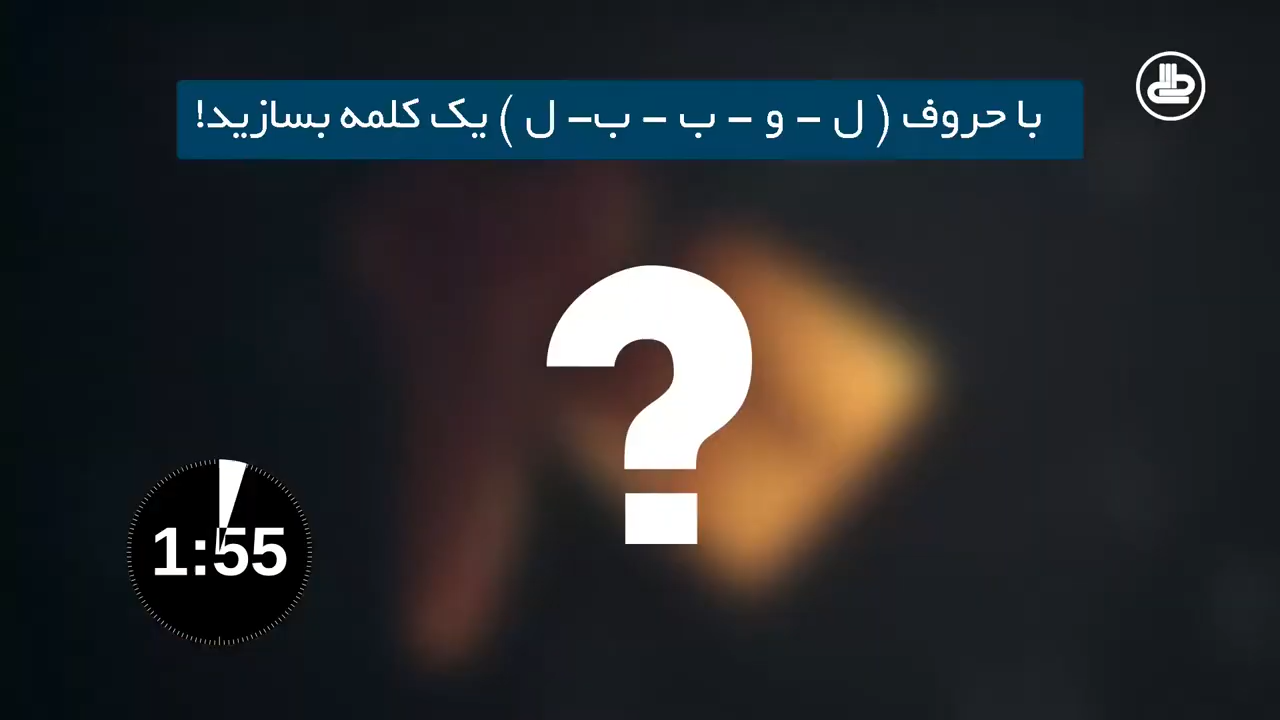 با حروف ( ل - و - ب - ب- ل ) یک کلمه بسازید!
?
1:55